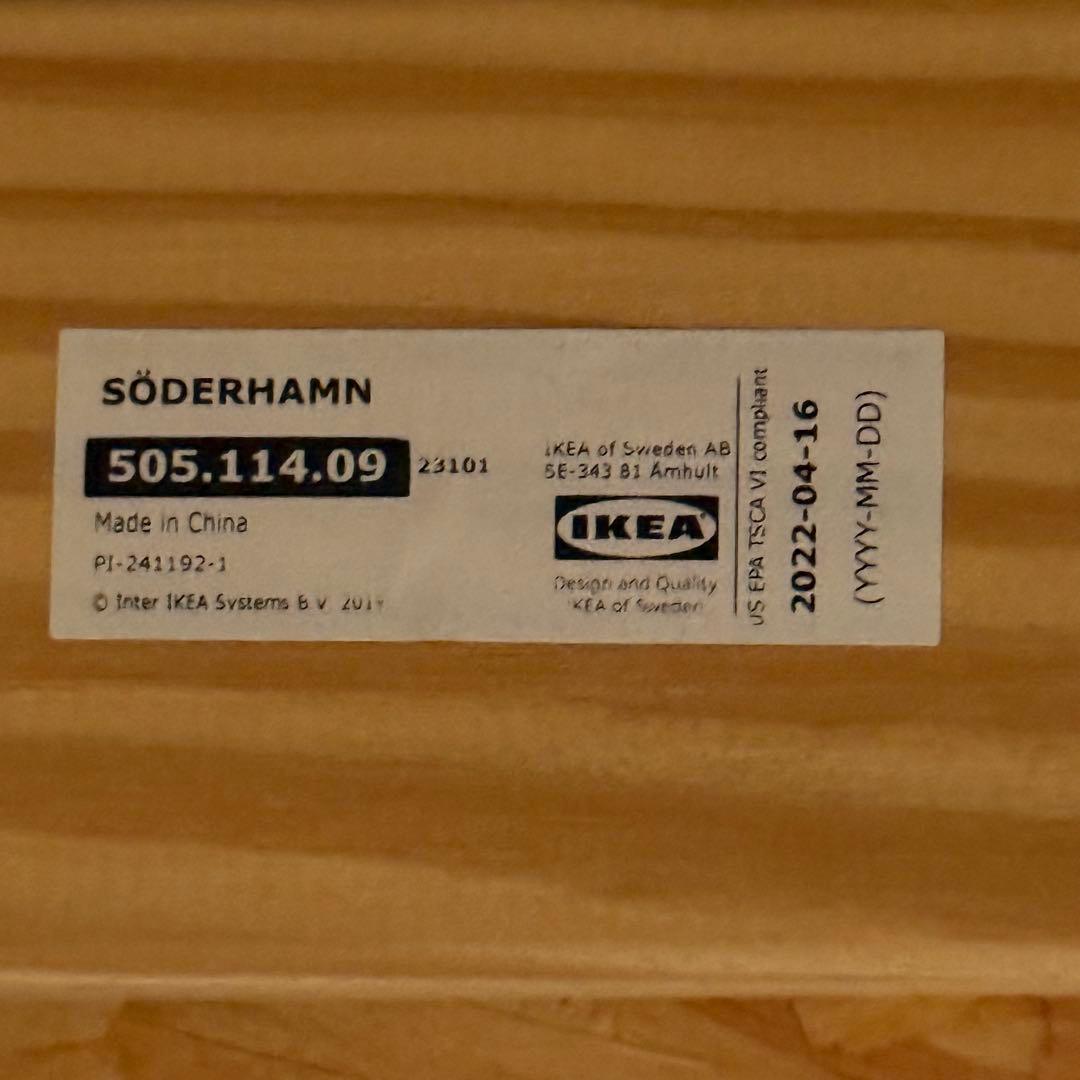 SÖDERHAMN
505.114.09 23101
Made in China
PI-241192-1
© Inter IKEA Systems B.V.
IKEA of Sweden AB
SE-343 81 Älmhult
IKEA
Design and Quality
IKEA of Sweden
US EPA TSCA VI compliant
2022-04-16
(YYYY-MM-DD)